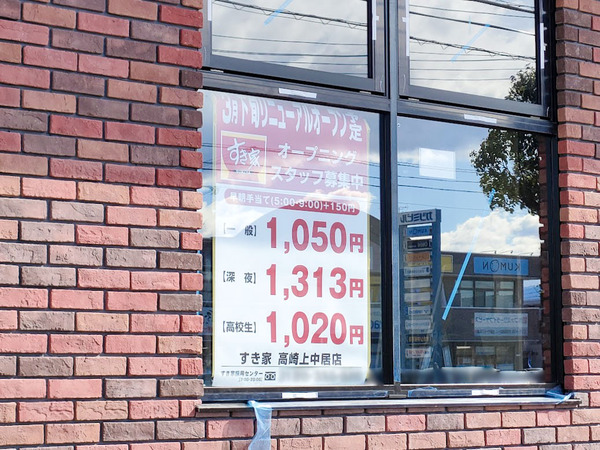 3月下旬リニューアルオープン予定
すき家
オープニング
スタッフ募集中
早朝手当て(5:00-9:00)+150円
【一般】 1,050円
【深夜】 1,313円
【高校生】 1,020円
すき家 高崎上中居店
KUMON